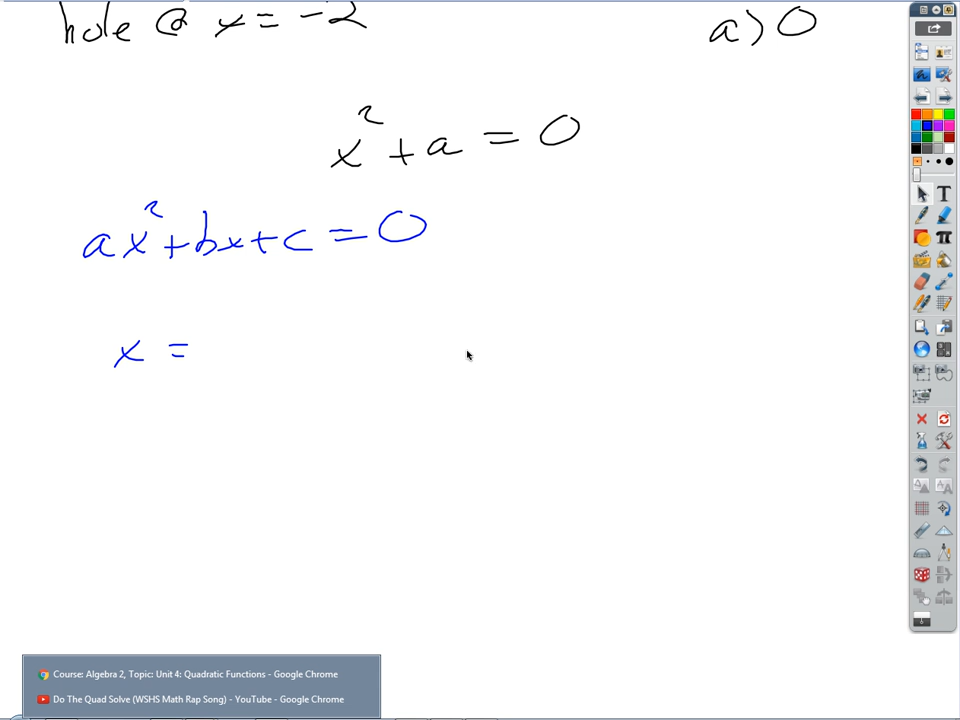 hole @ x = -2 a > 0
x² + a = 0
ax² + bx + c = 0
x =
T
π
Course: Algebra 2, Topic: Unit 4: Quadratic Functions - Google Chrome
Do The Quad Solve (WSHS Math Rap Song) - YouTube - Google Chrome